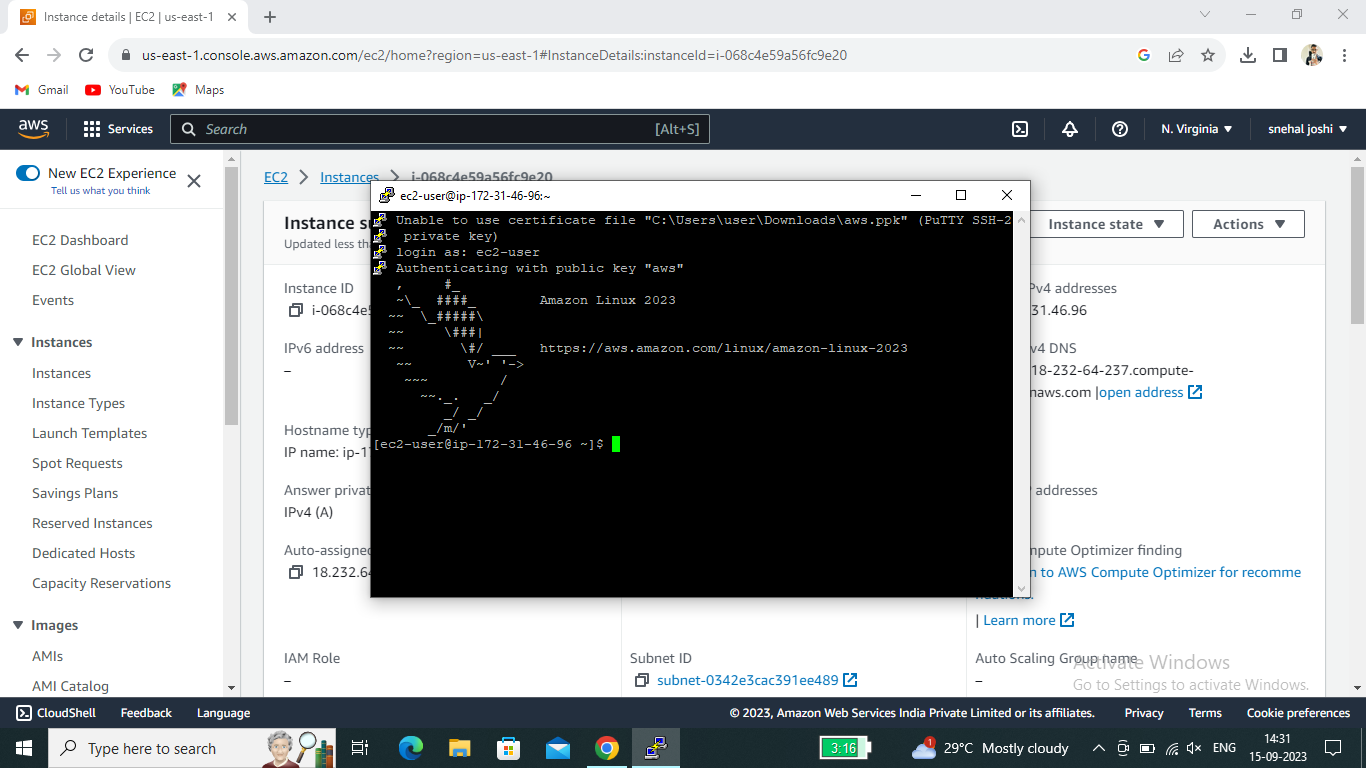 Instance details | EC2 | us-east-1
us-east-1.console.aws.amazon.com/ec2/home?region=us-east-1#InstanceDetails:instanceId=i-068c4e59a56fc9e20
Gmail YouTube Maps
aws Services Search [Alt+S] N. Virginia snehal joshi
New EC2 Experience
Tell us what you think
EC2 Dashboard
EC2 Global View
Events
Instances
Instances
Instance Types
Launch Templates
Spot Requests
Savings Plans
Reserved Instances
Dedicated Hosts
Capacity Reservations
Images
AMIs
AMI Catalog
EC2 Instances i-068c4e59a56fc9e20
Instance s
Updated less th
Instance state Actions
Instance ID
i-068c4e5
IPv6 address
–
Hostname typ
IP name: ip-1
Answer privat
IPv4 (A)
Auto-assigned
18.232.64
IAM Role
–
ec2-user@ip-172-31-46-96:~
Unable to use certificate file "C:\Users\user\Downloads\aws.ppk" (PuTTY SSH-2
private key)
login as: ec2-user
Authenticating with public key "aws"
   ,     #_
   ~\_  ####_        Amazon Linux 2023
  ~~  \_#####\
  ~~     \###|
  ~~       \#/ ___   https://aws.amazon.com/linux/amazon-linux-2023
   ~~       V~' '->
    ~~~         /
      ~~._.   _/
         _/ _/
       _/m/'
[ec2-user@ip-172-31-46-96 ~]$
Subnet ID
subnet-0342e3cac391ee489
Pv4 addresses
31.46.96
v4 DNS
18-232-64-237.compute-
naws.com |open address
addresses
mpute Optimizer finding
n to AWS Compute Optimizer for recomme
| Learn more
Auto Scaling Group name
–
Activate Windows
Go to Settings to activate Windows.
CloudShell Feedback Language © 2023, Amazon Web Services India Private Limited or its affiliates. Privacy Terms Cookie preferences
Type here to search 3:16 29°C Mostly cloudy ENG 14:31
15-09-2023